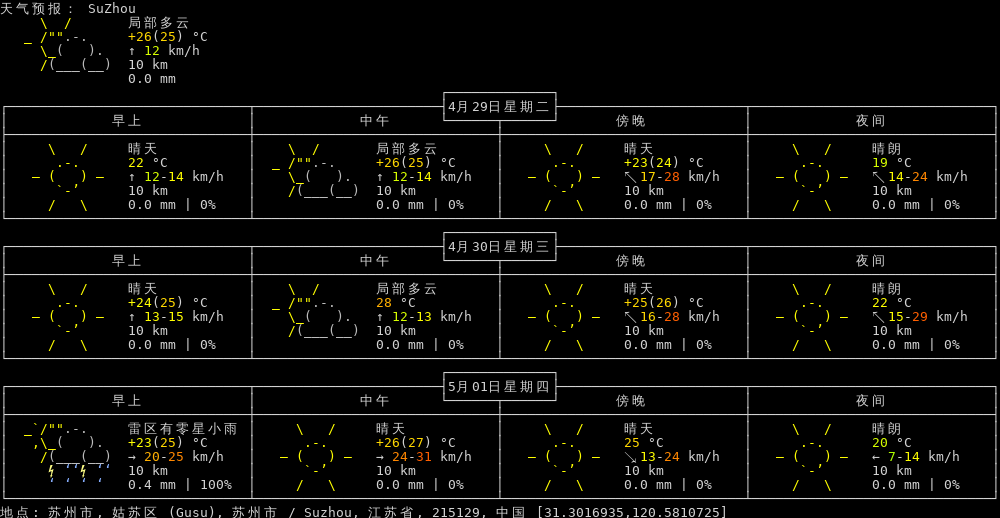 天气预报： SuZhou
局部多云
+26(25) °C
↑ 12 km/h
10 km
0.0 mm
4月29日星期二
早上 中午 傍晚 夜间
晴天 局部多云 晴天 晴朗
22 °C +26(25) °C +23(24) °C 19 °C
↑ 12-14 km/h ↑ 12-14 km/h ↖ 17-28 km/h ↖ 14-24 km/h
10 km 10 km 10 km 10 km
0.0 mm | 0% 0.0 mm | 0% 0.0 mm | 0% 0.0 mm | 0%
4月30日星期三
早上 中午 傍晚 夜间
晴天 局部多云 晴天 晴朗
+24(25) °C 28 °C +25(26) °C 22 °C
↑ 13-15 km/h ↑ 12-13 km/h ↖ 16-28 km/h ↖ 15-29 km/h
10 km 10 km 10 km 10 km
0.0 mm | 0% 0.0 mm | 0% 0.0 mm | 0% 0.0 mm | 0%
5月01日星期四
早上 中午 傍晚 夜间
雷区有零星小雨 晴天 晴天 晴朗
+23(25) °C +26(27) °C 25 °C 20 °C
→ 20-25 km/h → 24-31 km/h ↘ 13-24 km/h ← 7-14 km/h
10 km 10 km 10 km 10 km
0.4 mm | 100% 0.0 mm | 0% 0.0 mm | 0% 0.0 mm | 0%
地点: 苏州市, 姑苏区 (Gusu), 苏州市 / Suzhou, 江苏省, 215129, 中国 [31.3016935,120.5810725]